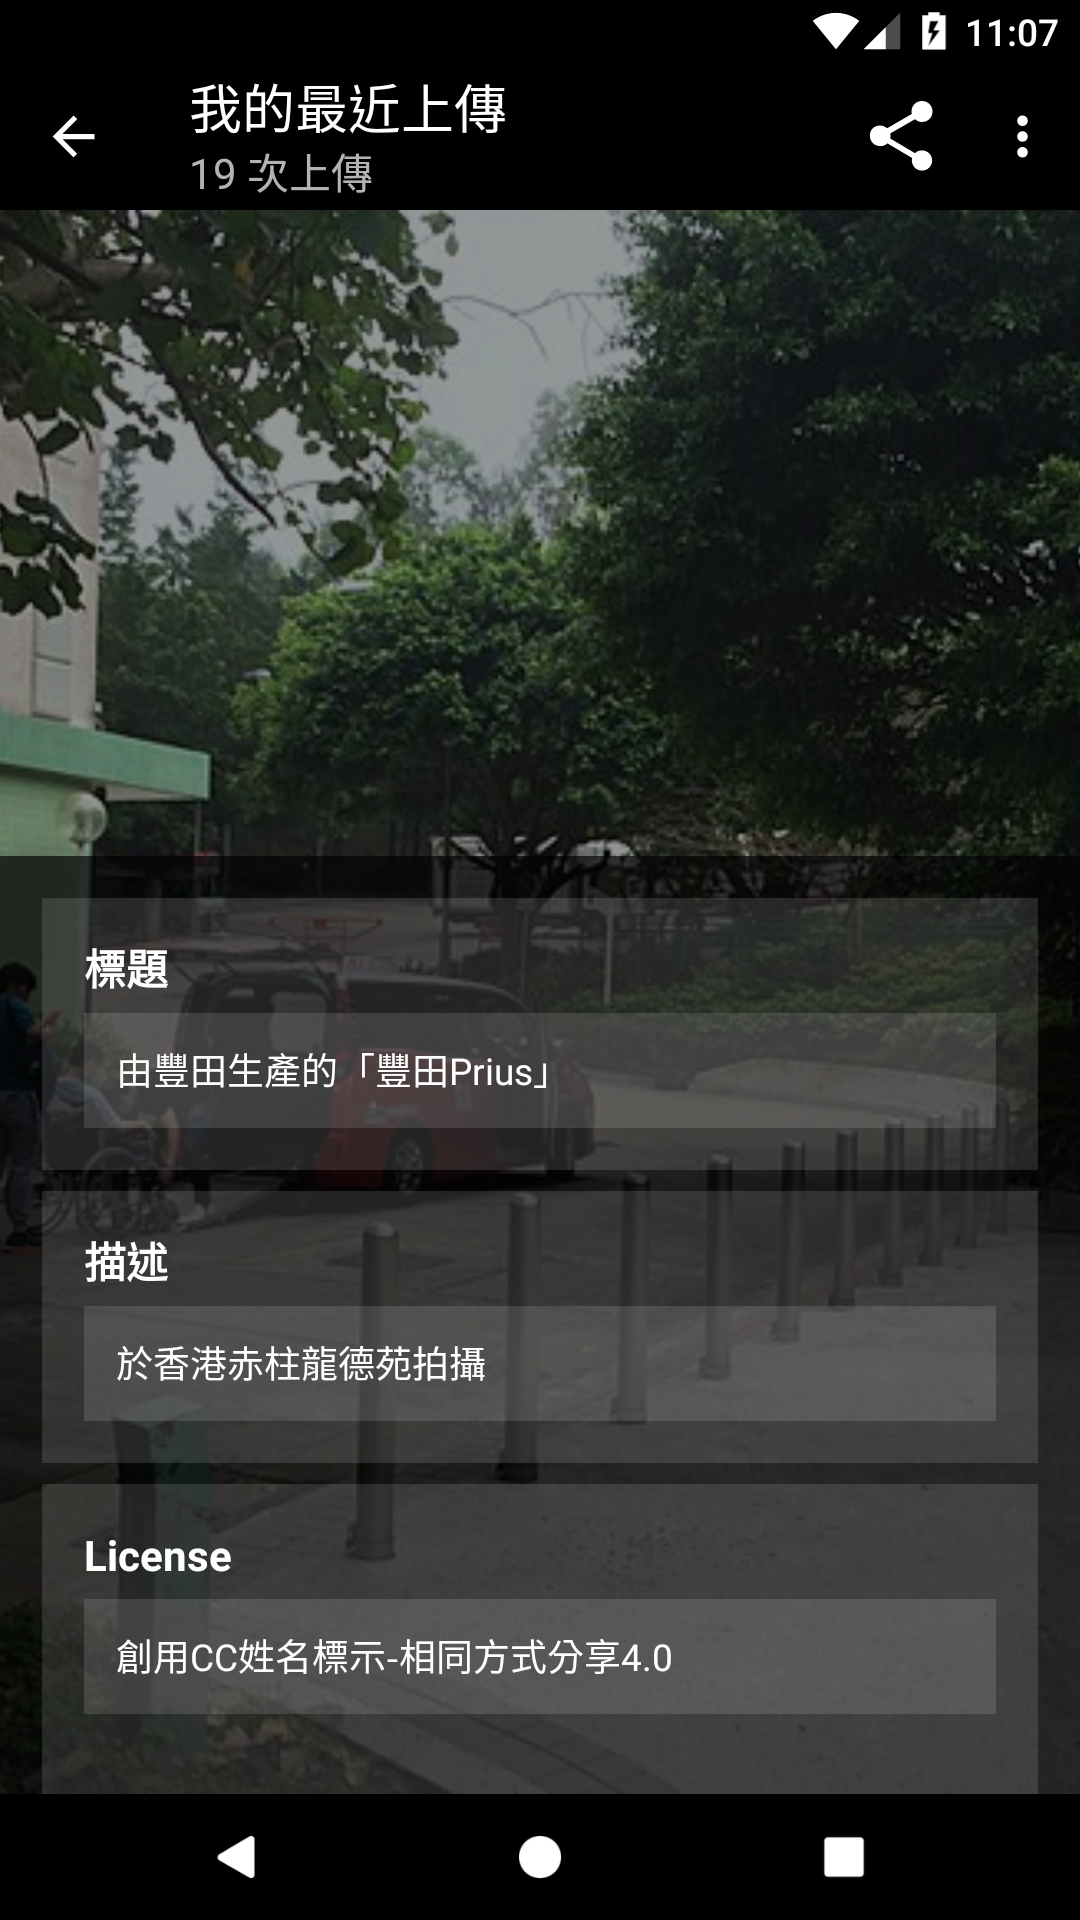 11:07
我的最近上傳
19 次上傳
標題
由豐田生產的「豐田Prius」
描述
於香港赤柱龍德苑拍攝
License
創用CC姓名標示-相同方式分享4.0